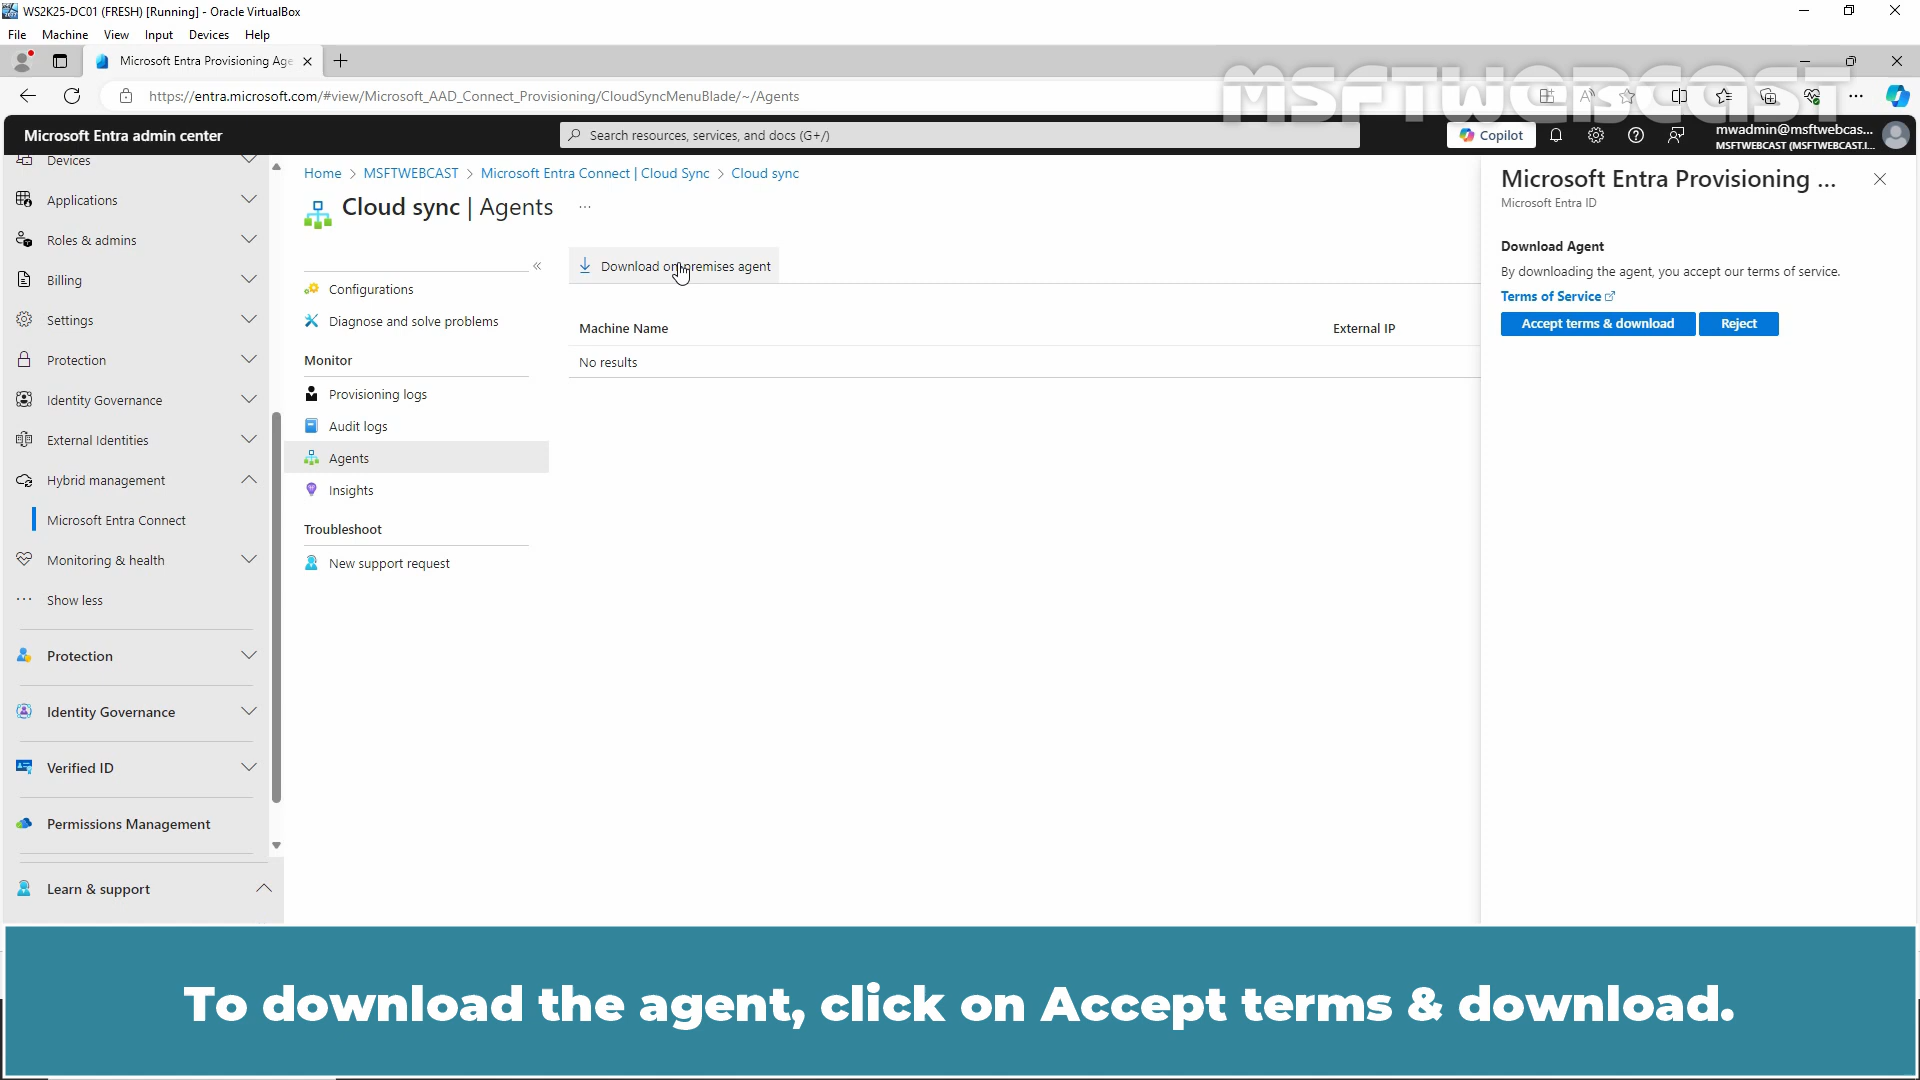 WS2K25-DC01 (FRESH) [Running] - Oracle VirtualBox
File Machine View Input Devices Help
Microsoft Entra Provisioning Age
https://entra.microsoft.com/#view/Microsoft_AAD_Connect_Provisioning/CloudSyncMenuBlade/~/Agents
MSFTWEBCAST
Microsoft Entra admin center
Search resources, services, and docs (G+/)
Copilot
mwadmin@msftwebcas...
MSFTWEBCAST (MSFTWEBCAST.I...
Devices
Applications
Roles & admins
Billing
Settings
Protection
Identity Governance
External Identities
Hybrid management
Microsoft Entra Connect
Monitoring & health
Show less
Protection
Identity Governance
Verified ID
Permissions Management
Learn & support
Home > MSFTWEBCAST > Microsoft Entra Connect | Cloud Sync > Cloud sync
Cloud sync | Agents
Configurations
Diagnose and solve problems
Monitor
Provisioning logs
Audit logs
Agents
Insights
Troubleshoot
New support request
Download on-premises agent
Machine Name External IP
No results
Microsoft Entra Provisioning ...
Microsoft Entra ID
Download Agent
By downloading the agent, you accept our terms of service.
Terms of Service
Accept terms & download Reject
To download the agent, click on Accept terms & download.